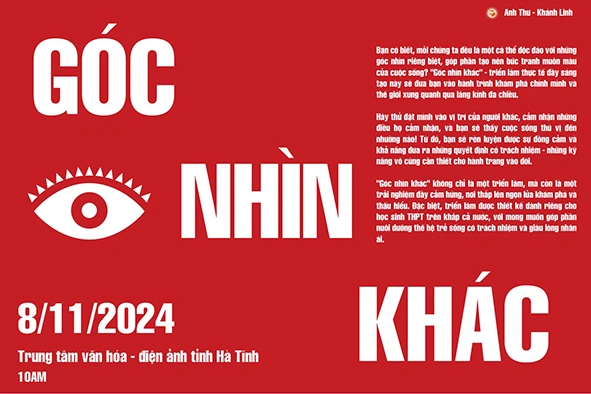 Anh Thư - Khánh Linh
GÓC
NHÌN
KHÁC
Bạn có biết, mỗi chúng ta đều là một cá thể độc đáo với những
góc nhìn riêng biệt, góp phần tạo nên bức tranh muôn màu
của cuộc sống? "Góc nhìn khác" - triển lãm thực tế đầy sáng
tạo này sẽ đưa bạn vào hành trình khám phá chính mình và
thế giới xung quanh qua lăng kính đa chiều.
Hãy thử đặt mình vào vị trí của người khác, cảm nhận những
điều họ cảm nhận, và bạn sẽ thấy cuộc sống thú vị đến
nhường nào! Từ đó, bạn sẽ rèn luyện được sự đồng cảm và
khả năng đưa ra những quyết định có trách nhiệm - những kỹ
năng vô cùng cần thiết cho hành trang vào đời.
"Góc nhìn khác" không chỉ là một triển lãm, mà còn là một
trải nghiệm đầy cảm hứng, nơi thắp lên ngọn lửa khám phá và
thấu hiểu. Đặc biệt, triển lãm được thiết kế dành riêng cho
học sinh THPT trên khắp cả nước, với mong muốn góp phần
nuôi dưỡng thế hệ trẻ sống có trách nhiệm và giàu lòng nhân
ái.
8/11/2024
Trung tâm văn hóa - điện ảnh tỉnh Hà Tĩnh
10AM